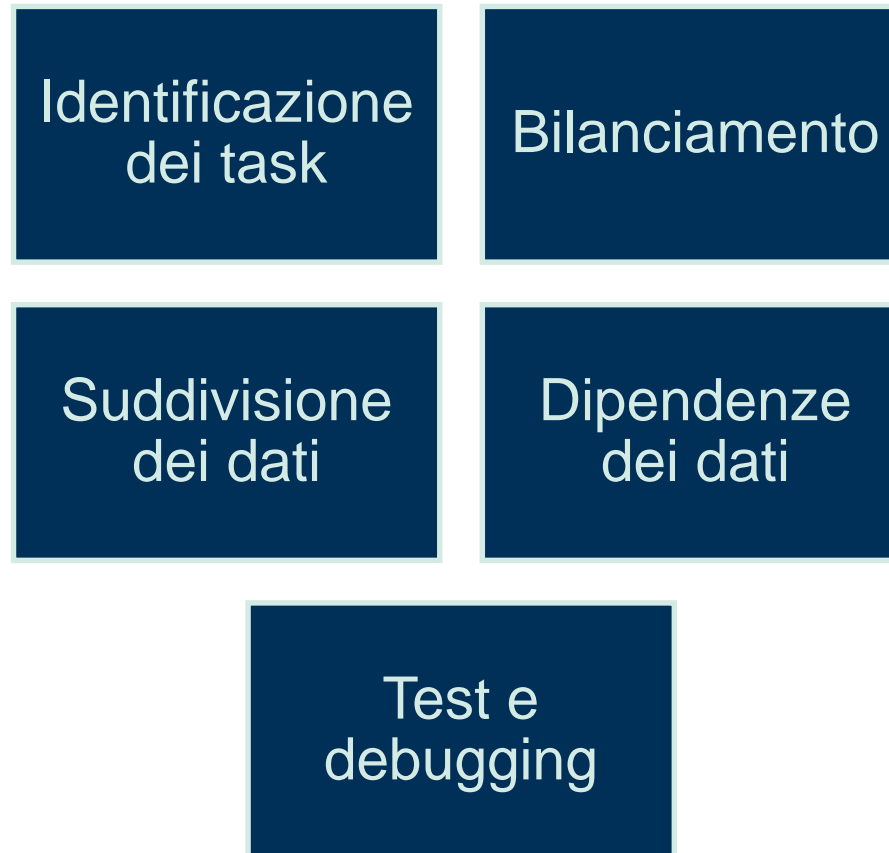 Identificazione
dei task
Bilanciamento
Suddivisione
dei dati
Dipendenze
dei dati
Test e
debugging